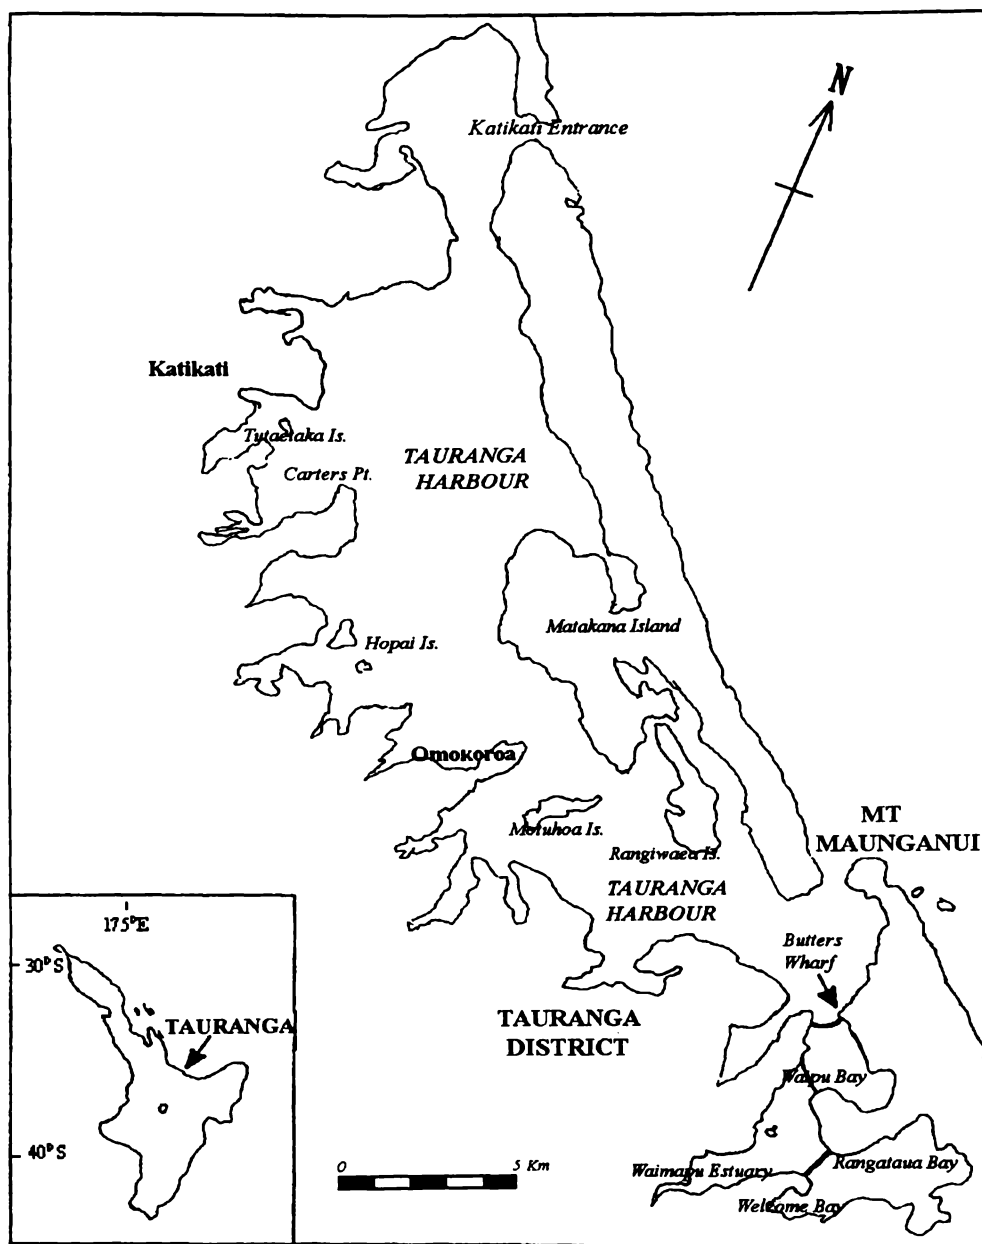 N
Katikati Entrance
Katikati
Tutaetaka Is.
TAURANGA
HARBOUR
Carters Pt.
Matakana Island
Hopai Is.
Omokoroa
Motuhoa Is.
MT
MAUNGANUI
Rangiwaea Is.
TAURANGA
HARBOUR
Butters
Wharf
TAURANGA
DISTRICT
Waipu Bay
Waimapu Estuary
Rangataua Bay
Welcome Bay
0 5 Km
175°E
30°S
TAURANGA
40°S